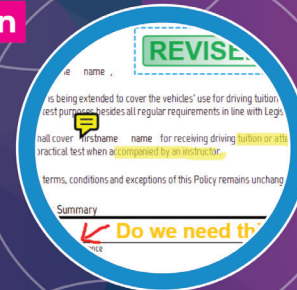 n
REVISE
name ,
is being extended to cover the vehicles' use for driving tuition
test purposes besides all regular requirements in line with Legis
hall cover firstname name for receiving driving tuition or atte
practical test when accompanied by an instructor.
terms, conditions and exceptions of this Policy remains unchang
Summary
Do we need thi
nce